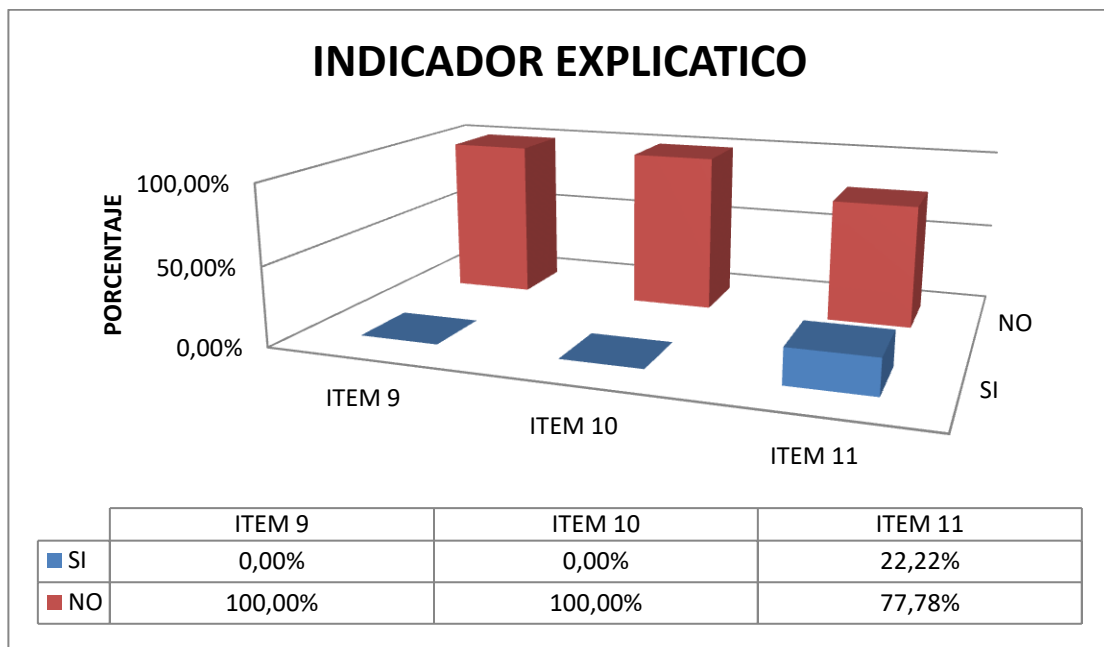 INDICADOR EXPLICATICO
PORCENTAJE
100,00%
50,00%
0,00%
NO
SI
ITEM 9
ITEM 10
ITEM 11
ITEM 9 ITEM 10 ITEM 11
SI 0,00% 0,00% 22,22%
NO 100,00% 100,00% 77,78%